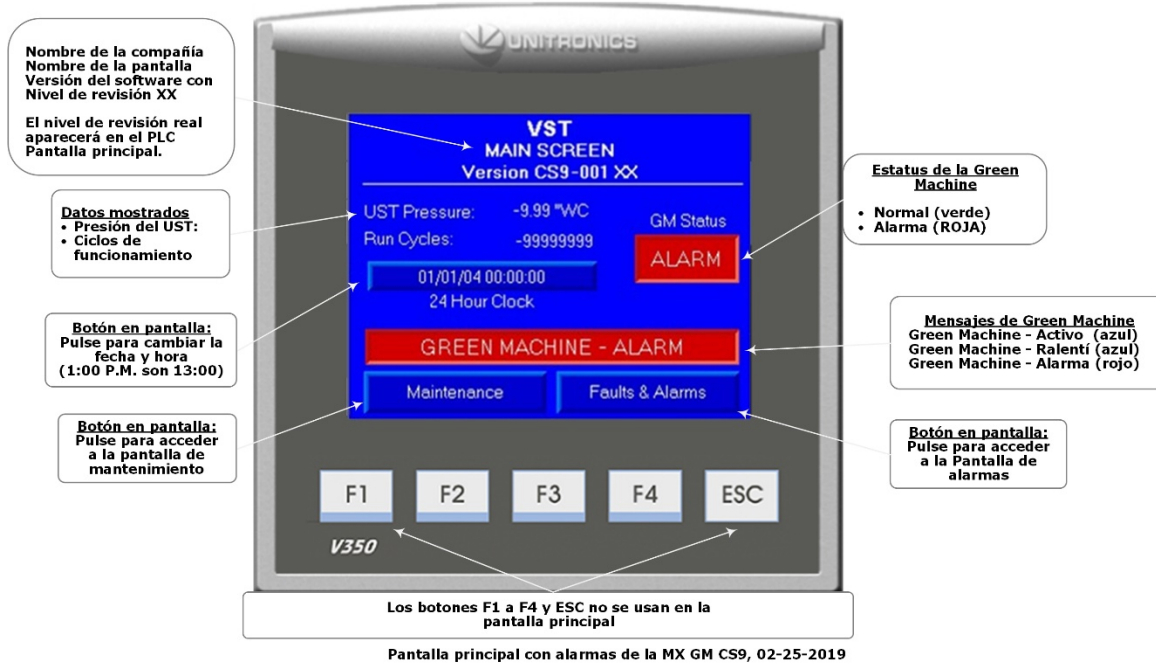 UNITRONICS
Nombre de la compañía
Nombre de la pantalla
Versión del software con
Nivel de revisión XX
El nivel de revisión real
aparecerá en el PLC
Pantalla principal.
Datos mostrados
• Presión del UST:
• Ciclos de
funcionamiento
Botón en pantalla:
Pulse para cambiar la
fecha y hora
(1:00 P.M. son 13:00)
Botón en pantalla:
Pulse para acceder
a la pantalla de
mantenimiento
VST
MAIN SCREEN
Version CS9-001 XX
UST Pressure: -9.99 "WC
Run Cycles: -99999999
GM Status
ALARM
01/01/04 00:00:00
24 Hour Clock
GREEN MACHINE - ALARM
Maintenance Faults & Alarms
F1 F2 F3 F4 ESC
V350
Estatus de la Green
Machine
• Normal (verde)
• Alarma (ROJA)
Mensajes de Green Machine
Green Machine - Activo (azul)
Green Machine - Ralentí (azul)
Green Machine - Alarma (rojo)
Botón en pantalla:
Pulse para acceder
a la Pantalla de
alarmas
Los botones F1 a F4 y ESC no se usan en la
pantalla principal
Pantalla principal con alarmas de la MX GM CS9, 02-25-2019